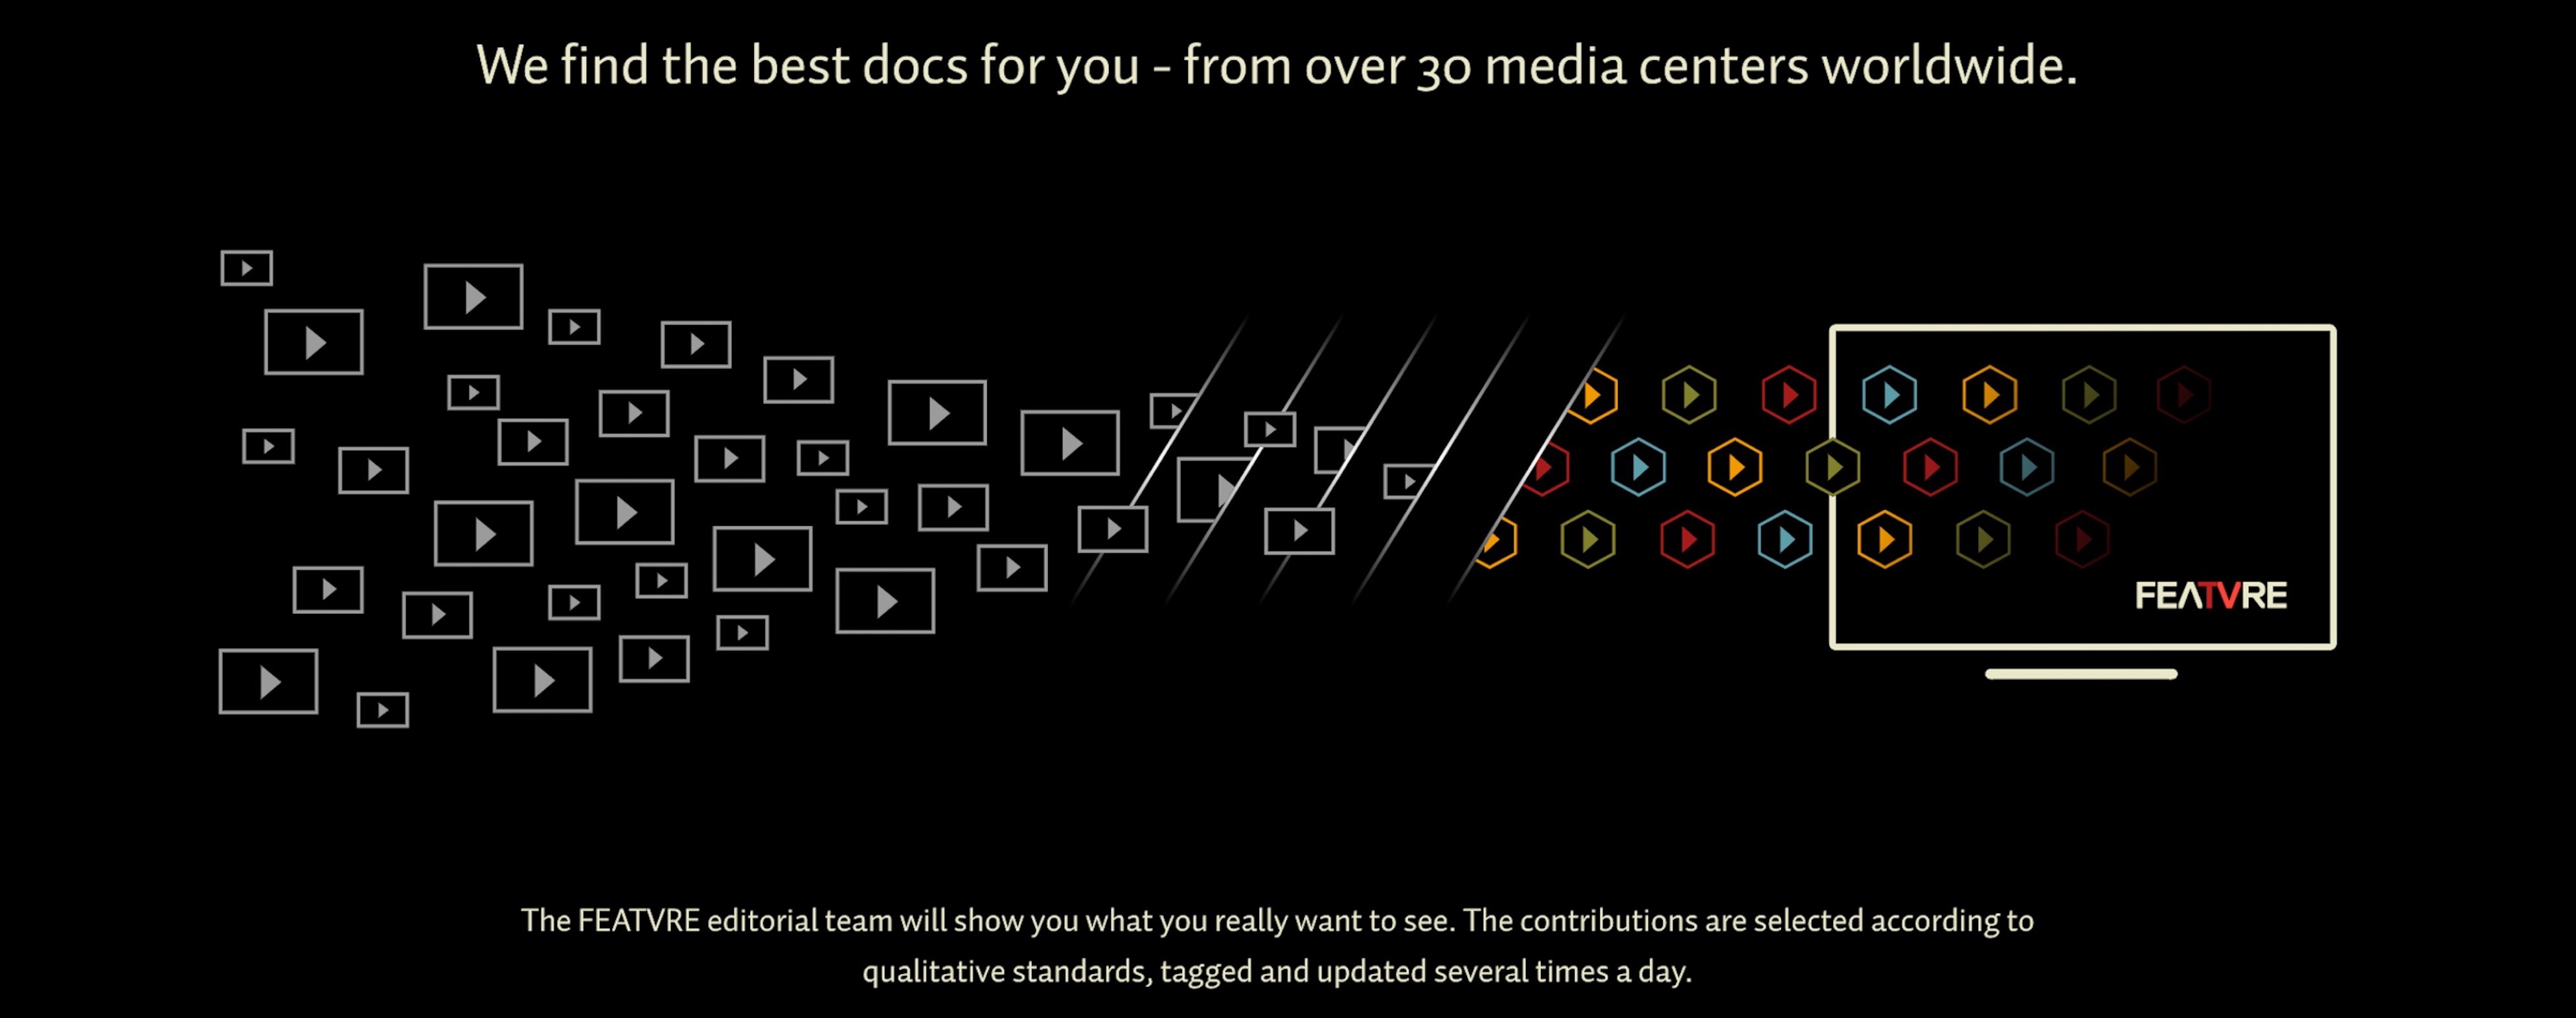 We find the best docs for you - from over 30 media centers worldwide.
FEATVRE
The FEATVRE editorial team will show you what you really want to see. The contributions are selected according to
qualitative standards, tagged and updated several times a day.